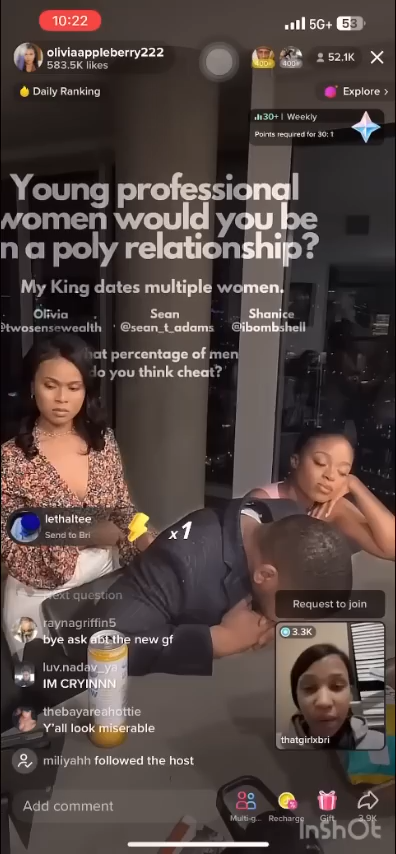 10:22
5G+ 53
oliviaappleberry222
583.5K likes
400+
400+
52.1K
Daily Ranking
Explore >
30+ | Weekly
Points required for 30: 1
Young professional
women would you be
n a poly relationship?
My King dates multiple women.
Olivia Sean Shanice
@twosensewealth @sean_t_adams @ibombshell
hat percentage of men
do you think cheat?
lethaltee
Send to Bri
x1
Next question
raynagriffin5
bye ask abt the new gf
luv.nadav_ya
IM CRYINNN
thebayareahottie
Y'all look miserable
miliyahh followed the host
Request to join
3.3K
thatgirlxbri
Add comment
Multi-g...
Recharge
Gift
3.9K
InShOt